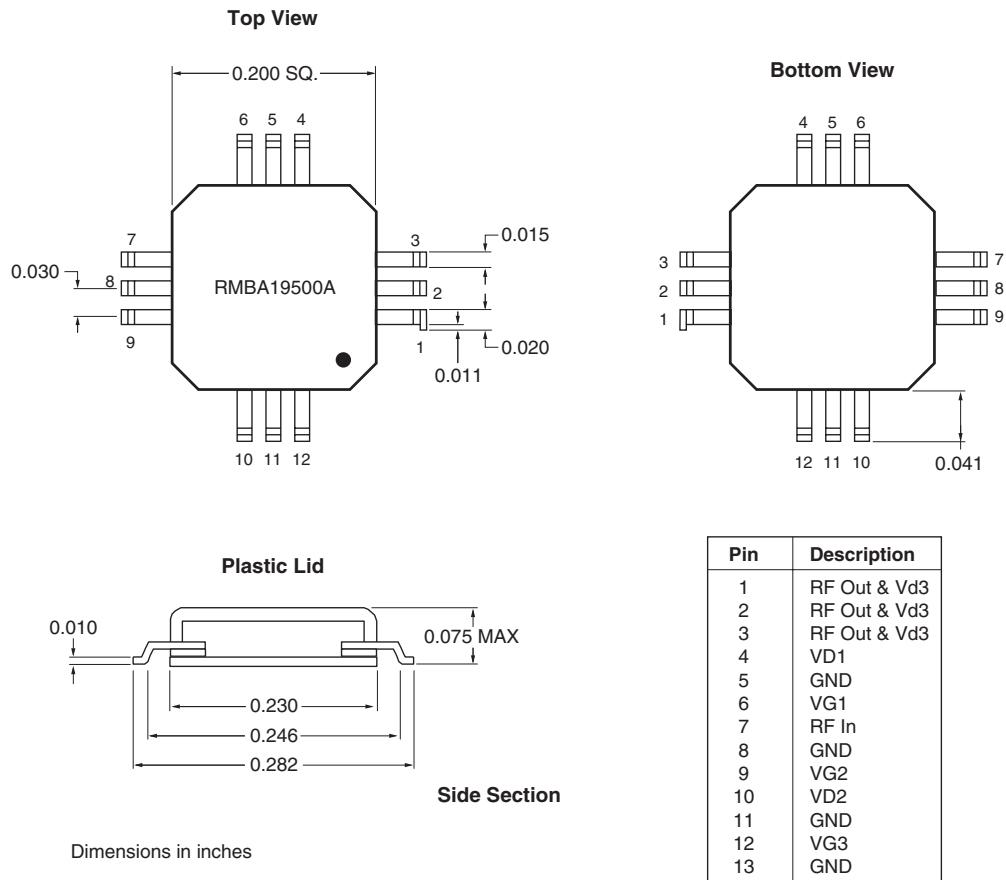 Top View
0.200 SQ.
6 5 4
7
8
9
3
2
1
0.030
RMBA19500A
0.015
0.020
0.011
10 11 12
Bottom View
4 5 6
3
2
1
7
8
9
12 11 10
0.041
Plastic Lid
0.010
0.075 MAX
0.230
0.246
0.282
Side Section
Dimensions in inches
Pin Description
1 RF Out & Vd3
2 RF Out & Vd3
3 RF Out & Vd3
4 VD1
5 GND
6 VG1
7 RF In
8 GND
9 VG2
10 VD2
11 GND
12 VG3
13 GND